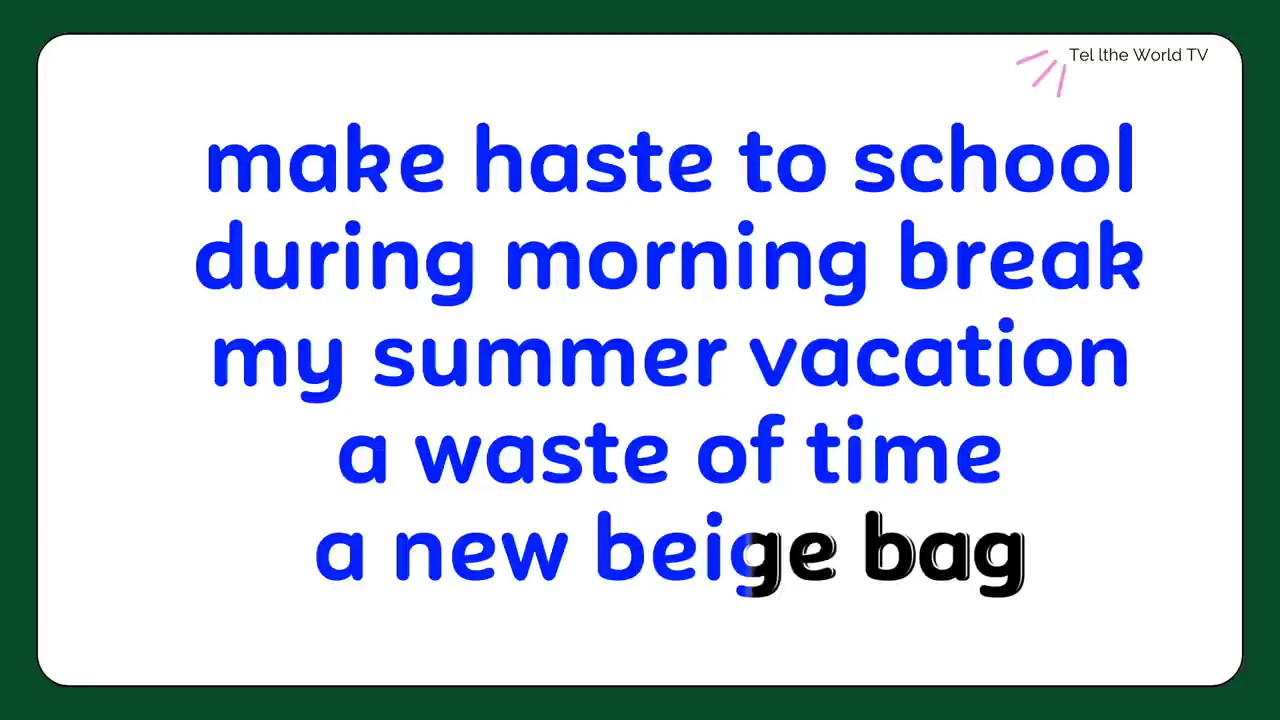 Tel lthe World TV
make haste to school
during morning break
my summer vacation
a waste of time
a new beige bag